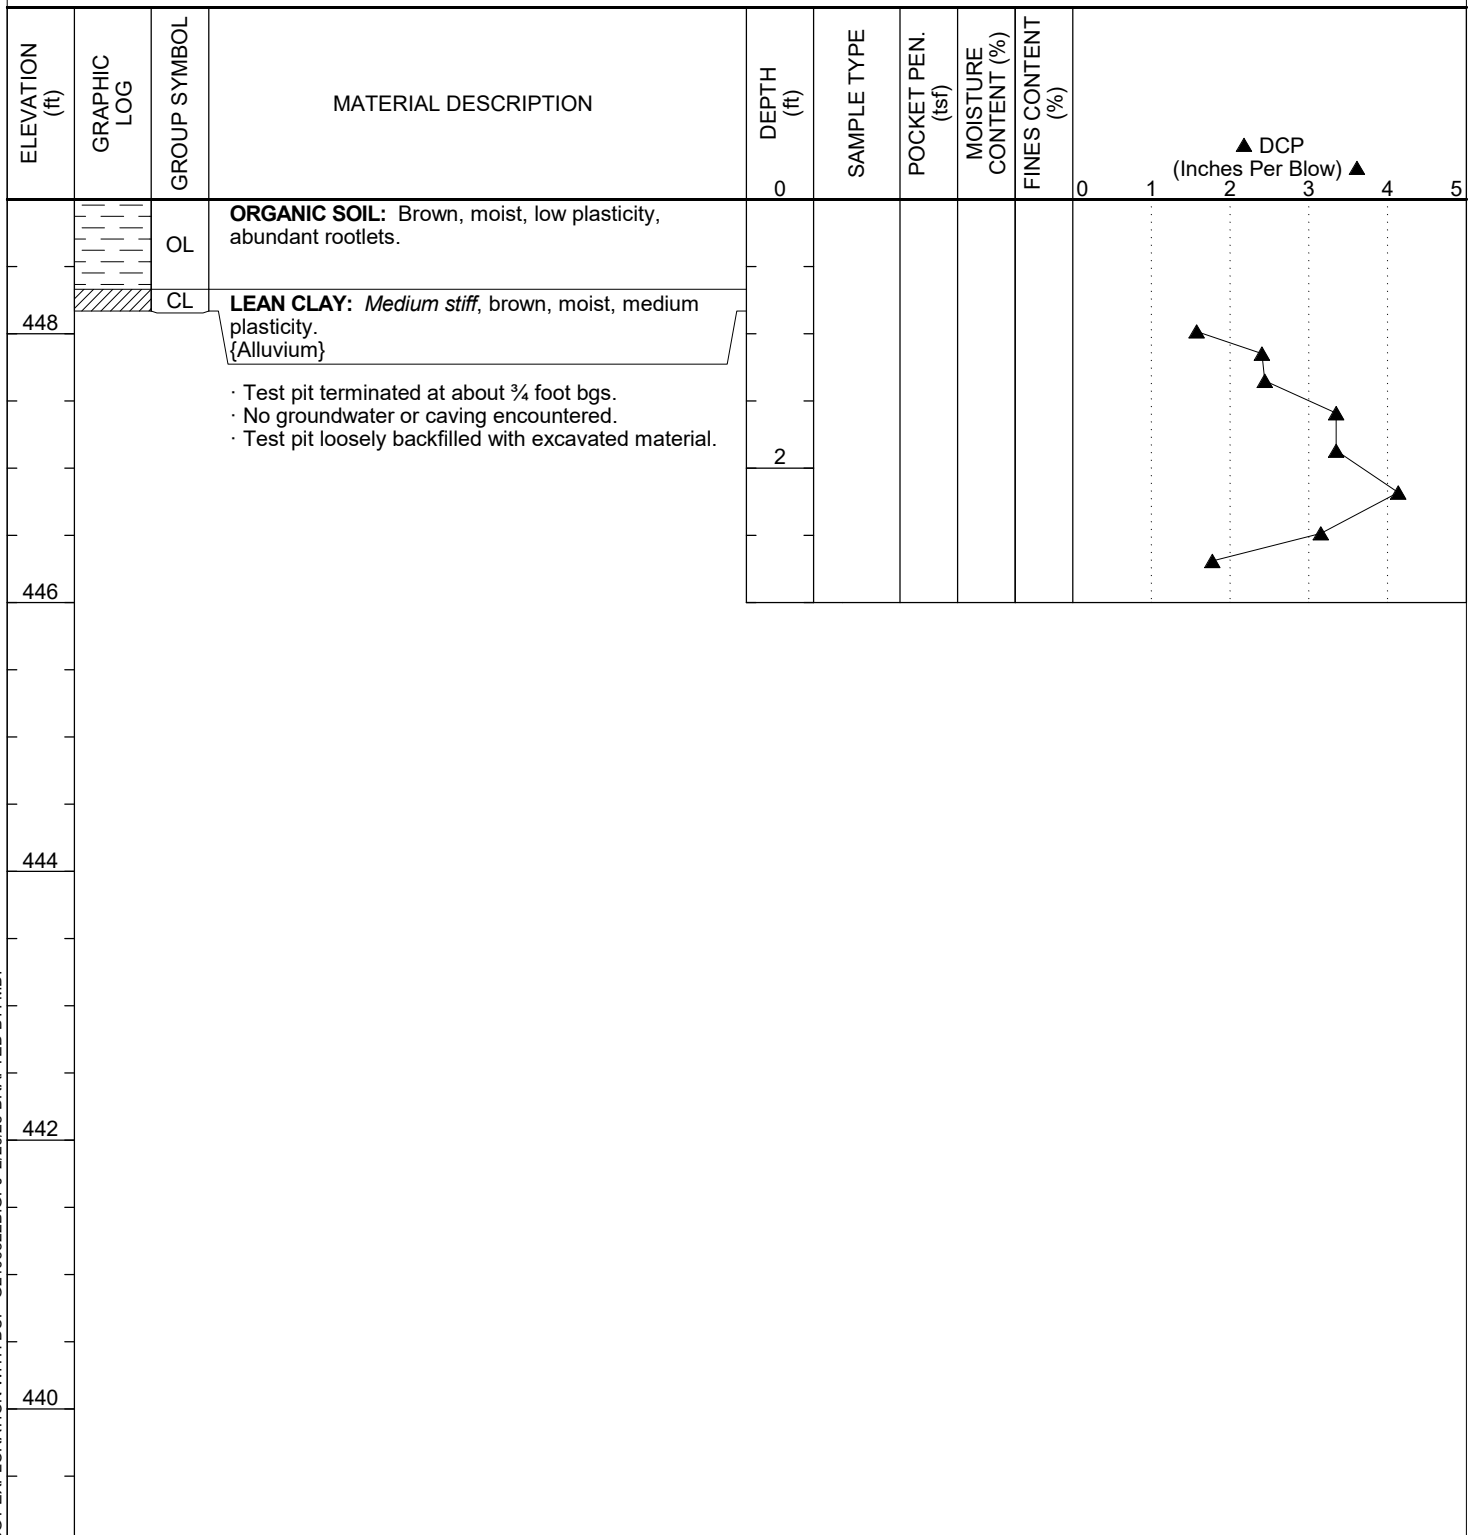 ELEVATION
(ft)
GRAPHIC
LOG
GROUP SYMBOL
MATERIAL DESCRIPTION
DEPTH
(ft)
0
SAMPLE TYPE
POCKET PEN.
(tsf)
MOISTURE
CONTENT (%)
FINES CONTENT
(%)
▲ DCP
(Inches Per Blow) ▲
0 1 2 3 4 5
OL
ORGANIC SOIL: Brown, moist, low plasticity,
abundant rootlets.
CL
LEAN CLAY: Medium stiff, brown, moist, medium
plasticity.
{Alluvium}
448
· Test pit terminated at about ¾ foot bgs.
· No groundwater or caving encountered.
· Test pit loosely backfilled with excavated material.
2
446
444
442
440